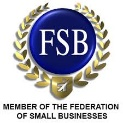 FSB
MEMBER OF THE FEDERATION
OF SMALL BUSINESSES